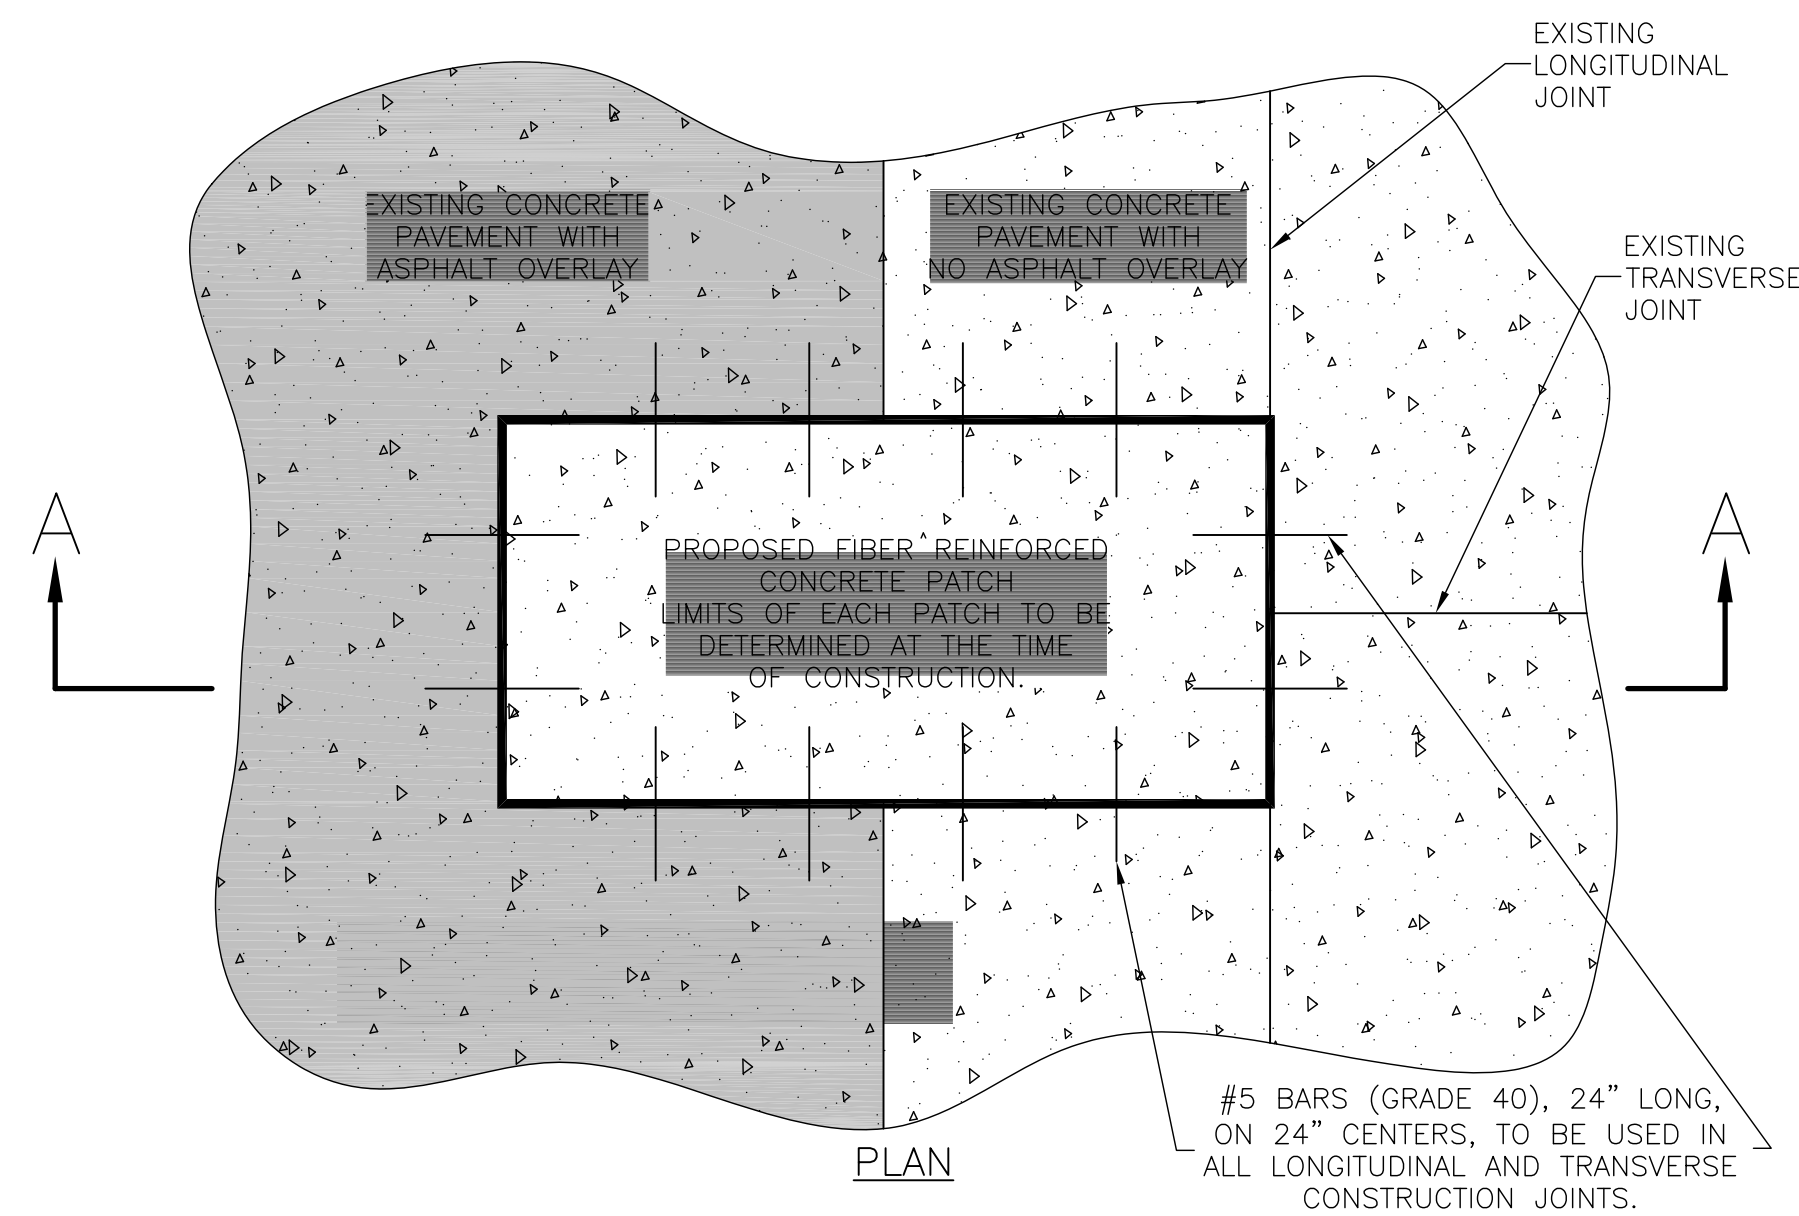 EXISTING
LONGITUDINAL
JOINT
EXISTING CONCRETE
PAVEMENT WITH
ASPHALT OVERLAY
EXISTING CONCRETE
PAVEMENT WITH
NO ASPHALT OVERLAY
EXISTING
TRANSVERSE
JOINT
A
A
PROPOSED FIBER REINFORCED
CONCRETE PATCH
LIMITS OF EACH PATCH TO BE
DETERMINED AT THE TIME
OF CONSTRUCTION.
#5 BARS (GRADE 40), 24” LONG,
ON 24” CENTERS, TO BE USED IN
ALL LONGITUDINAL AND TRANSVERSE
CONSTRUCTION JOINTS.
PLAN